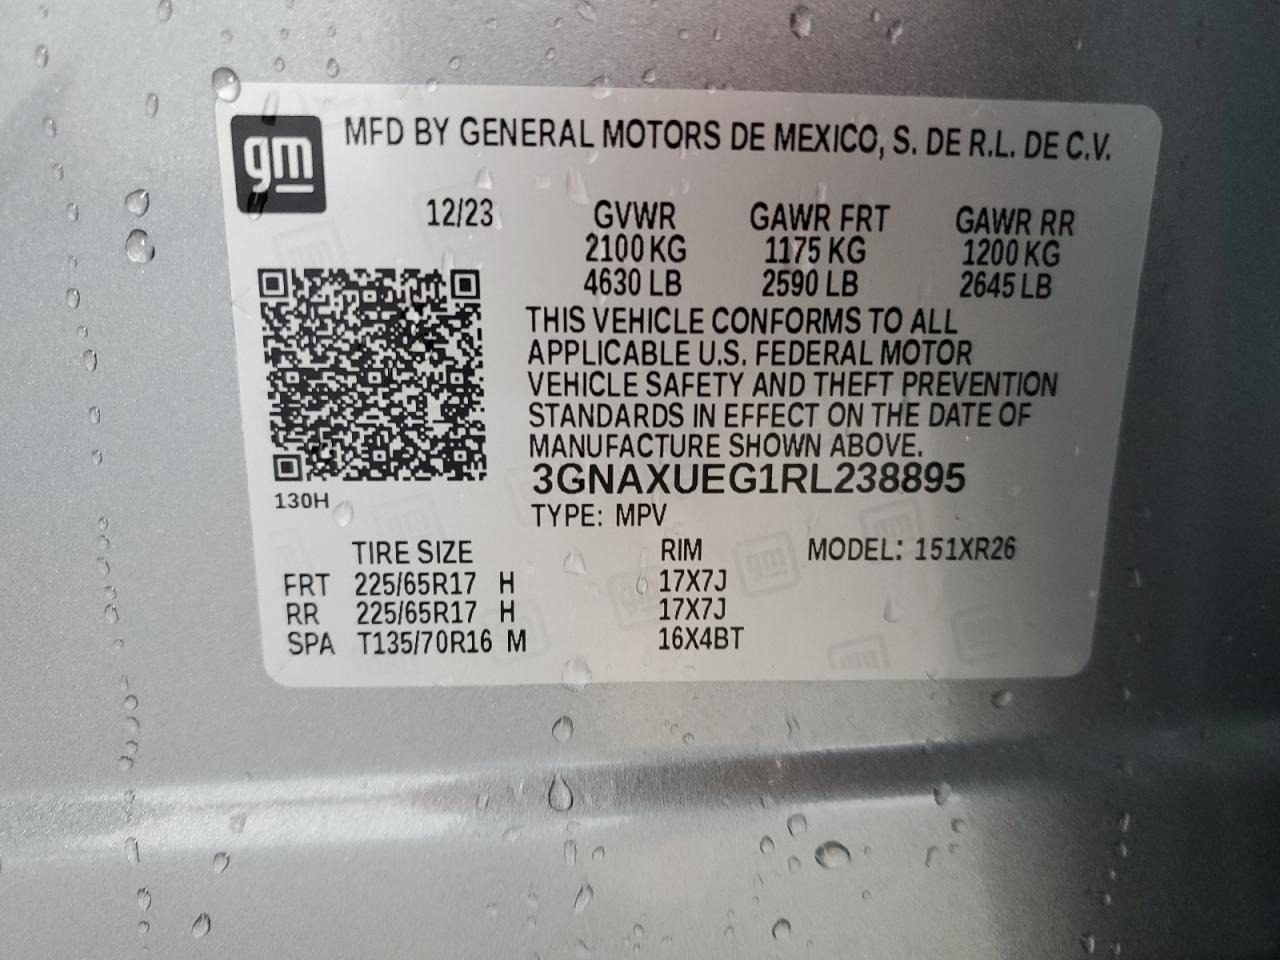 gm
MFD BY GENERAL MOTORS DE MEXICO, S. DE R.L. DE C.V.
12/23 GVWR GAWR FRT GAWR RR
2100 KG 1175 KG 1200 KG
4630 LB 2590 LB 2645 LB
THIS VEHICLE CONFORMS TO ALL
APPLICABLE U.S. FEDERAL MOTOR
VEHICLE SAFETY AND THEFT PREVENTION
STANDARDS IN EFFECT ON THE DATE OF
MANUFACTURE SHOWN ABOVE.
3GNAXUEG1RL238895
130H
TYPE: MPV
TIRE SIZE RIM MODEL: 151XR26
FRT 225/65R17 H 17X7J
RR 225/65R17 H 17X7J
SPA T135/70R16 M 16X4BT